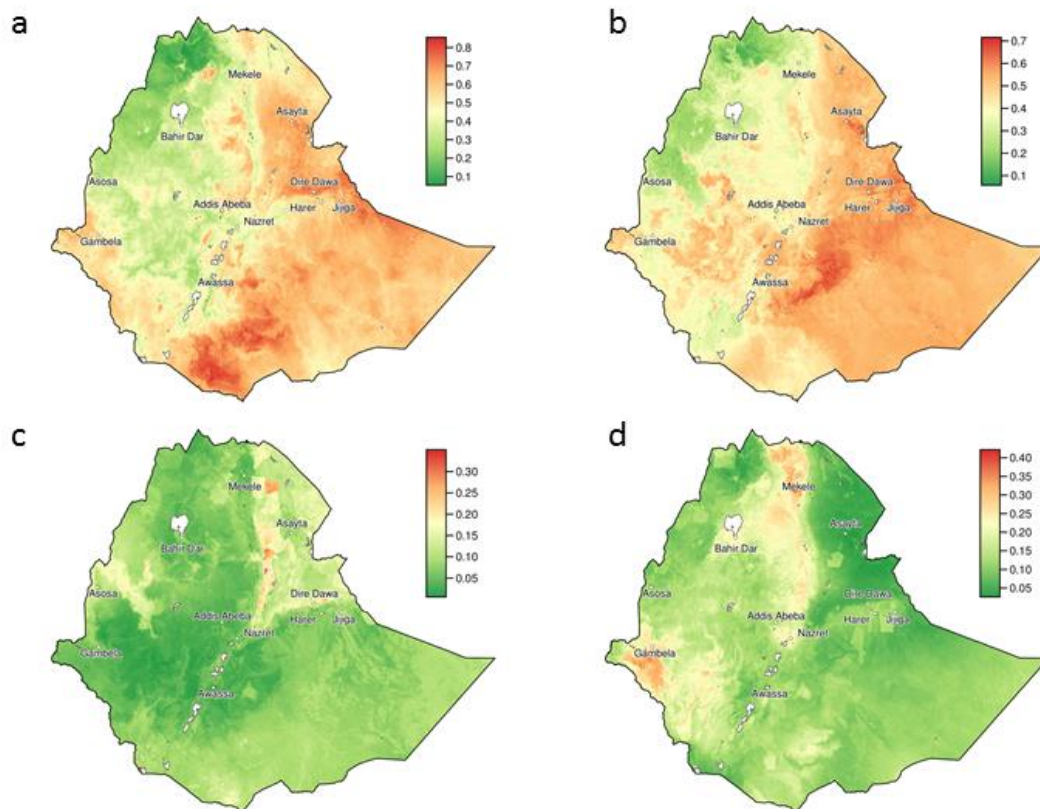 a
0.8
0.7
0.6
0.5
0.4
0.3
0.2
0.1
Mekele
Asayta
Bahir Dar
Asosa
Dire Dawa
Addis Abeba
Harer
Jijiga
Nazret
Gambela
Awassa
b
0.7
0.6
0.5
0.4
0.3
0.2
0.1
Mekele
Asayta
Bahir Dar
Asosa
Dire Dawa
Addis Abeba
Harer
Jijiga
Nazret
Gambela
Awassa
c
0.30
0.25
0.20
0.15
0.10
0.05
Mekele
Asayta
Bahir Dar
Asosa
Dire Dawa
Addis Abeba
Harer
Jijiga
Nazret
Gambela
Awassa
d
0.40
0.35
0.30
0.25
0.20
0.15
0.10
0.05
Mekele
Asayta
Bahir Dar
Asosa
Dire Dawa
Addis Abeba
Harer
Jijiga
Nazret
Gambela
Awassa